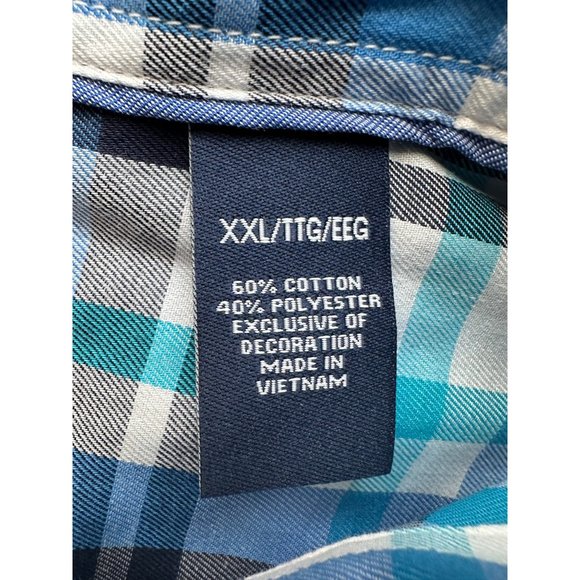 XXL/TTG/EEG
60% COTTON
40% POLYESTER
EXCLUSIVE OF
DECORATION
MADE IN
VIETNAM